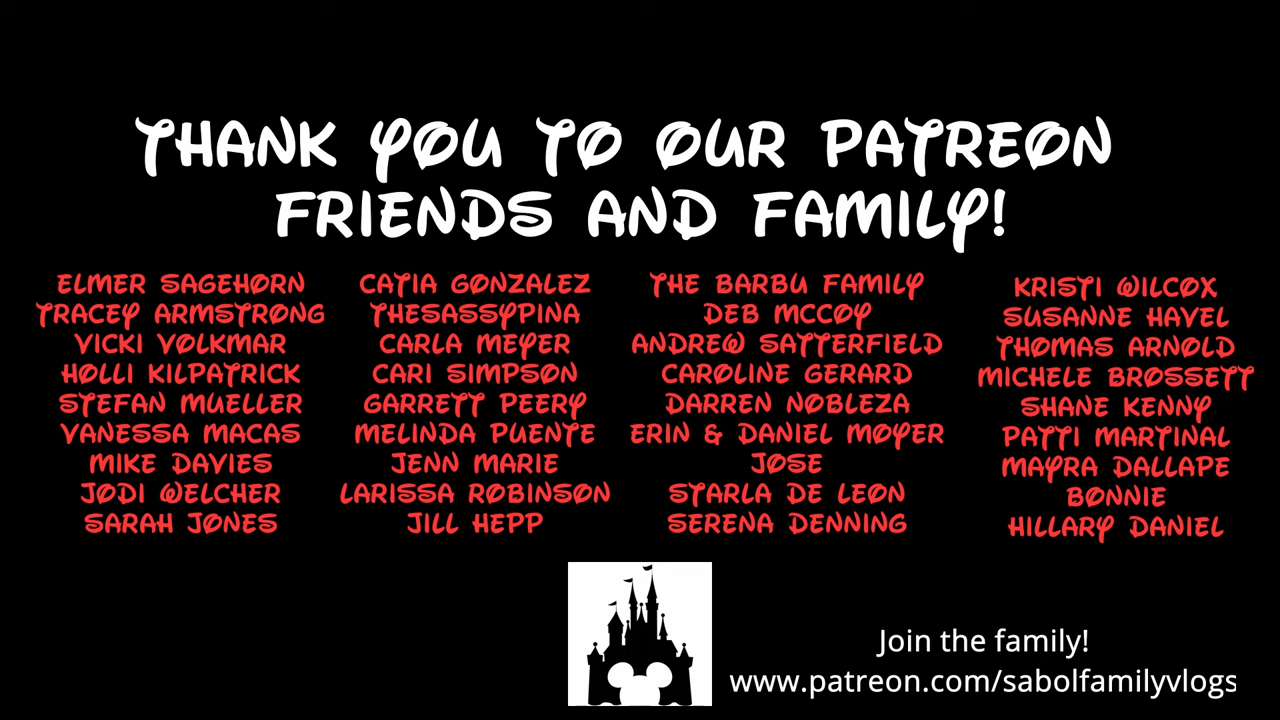 THANK YOU TO OUR PATREON
FRIENDS AND FAMILY!
ELMER SAGEHORN
TRACEY ARMSTRONG
VICKI VOLKMAR
HOLLI KILPATRICK
STEFAN MUELLER
VANESSA MACAS
MIKE DAVIES
JODI WELCHER
SARAH JONES
CATIA GONZALEZ
THESASSYPINA
CARLA MEYER
CARI SIMPSON
GARRETT PEERY
MELINDA PUENTE
JENN MARIE
LARISSA ROBINSON
JILL HEPP
THE BARBU FAMILY
DEB MCCOY
ANDREW SATTERFIELD
CAROLINE GERARD
DARREN NOBLEZA
ERIN & DANIEL MOYER
JOSE
STARLA DE LEON
SERENA DENNING
KRISTI WILCOX
SUSANNE HAVEL
THOMAS ARNOLD
MICHELE BROSSETT
SHANE KENNY
PATTI MARTINAL
MAYRA DALLAPE
BONNIE
HILLARY DANIEL
Join the family!
www.patreon.com/sabolfamilyvlogs